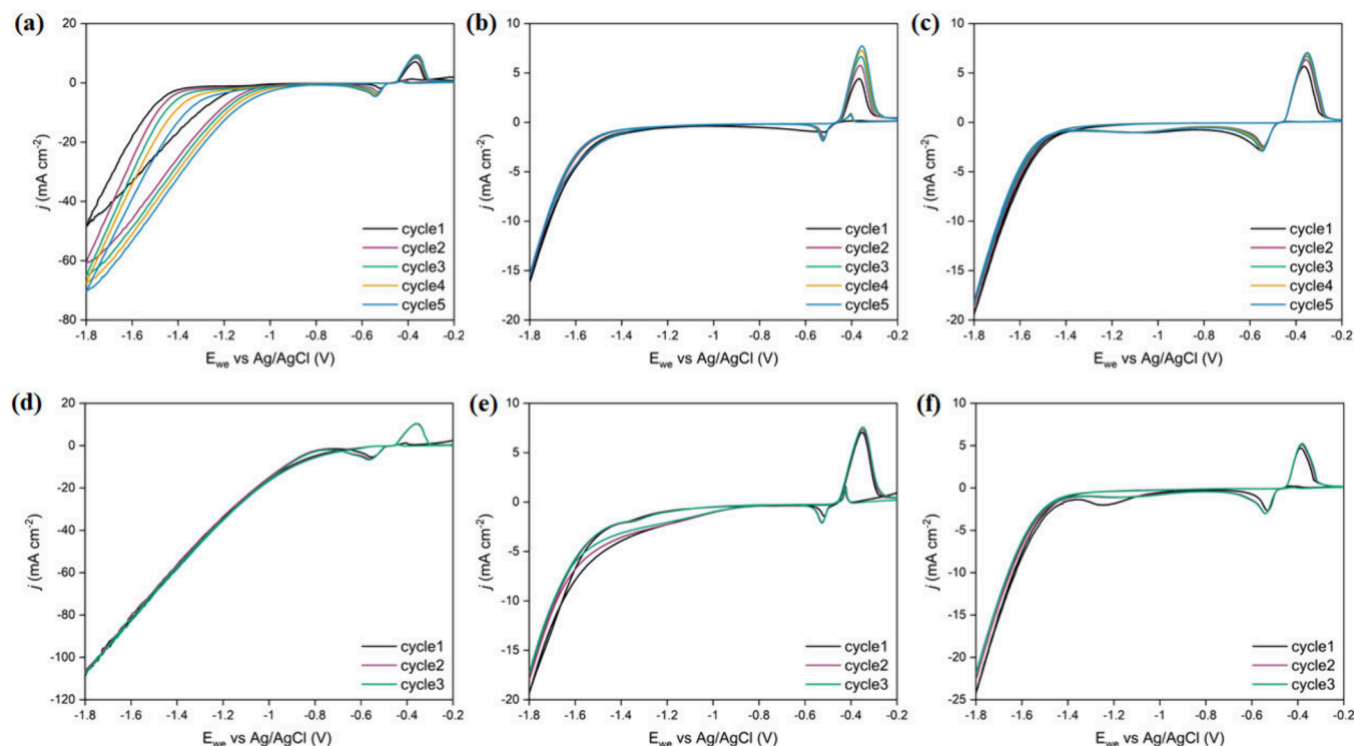 (a)
20
0
-20
-40
-60
-80
j (mA cm⁻²)
cycle1
cycle2
cycle3
cycle4
cycle5
-1.8 -1.6 -1.4 -1.2 -1 -0.8 -0.6 -0.4 -0.2
Ewe vs Ag/AgCl (V)
(b)
10
5
0
-5
-10
-15
-20
j (mA cm⁻²)
cycle1
cycle2
cycle3
cycle4
cycle5
-1.8 -1.6 -1.4 -1.2 -1 -0.8 -0.6 -0.4 -0.2
Ewe vs Ag/AgCl (V)
(c)
10
5
0
-5
-10
-15
-20
j (mA cm⁻²)
cycle1
cycle2
cycle3
cycle4
cycle5
-1.8 -1.6 -1.4 -1.2 -1 -0.8 -0.6 -0.4 -0.2
Ewe vs Ag/AgCl (V)
(d)
20
0
-20
-40
-60
-80
-100
-120
j (mA cm⁻²)
cycle1
cycle2
cycle3
-1.8 -1.6 -1.4 -1.2 -1 -0.8 -0.6 -0.4 -0.2
Ewe vs Ag/AgCl (V)
(e)
10
5
0
-5
-10
-15
-20
j (mA cm⁻²)
cycle1
cycle2
cycle3
-1.8 -1.6 -1.4 -1.2 -1 -0.8 -0.6 -0.4 -0.2
Ewe vs Ag/AgCl (V)
(f)
10
5
0
-5
-10
-15
-20
-25
j (mA cm⁻²)
cycle1
cycle2
cycle3
-1.8 -1.6 -1.4 -1.2 -1 -0.8 -0.6 -0.4 -0.2
Ewe vs Ag/AgCl (V)